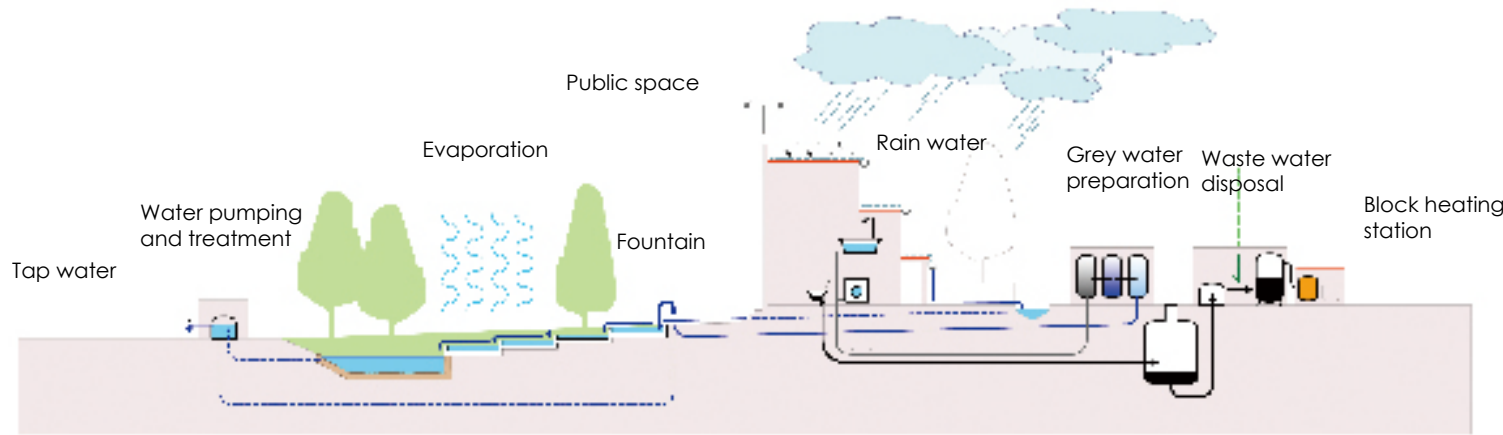 Public space
Rain water
Evaporation
Grey water
preparation
Waste water
disposal
Water pumping
and treatment
Block heating
station
Fountain
Tap water